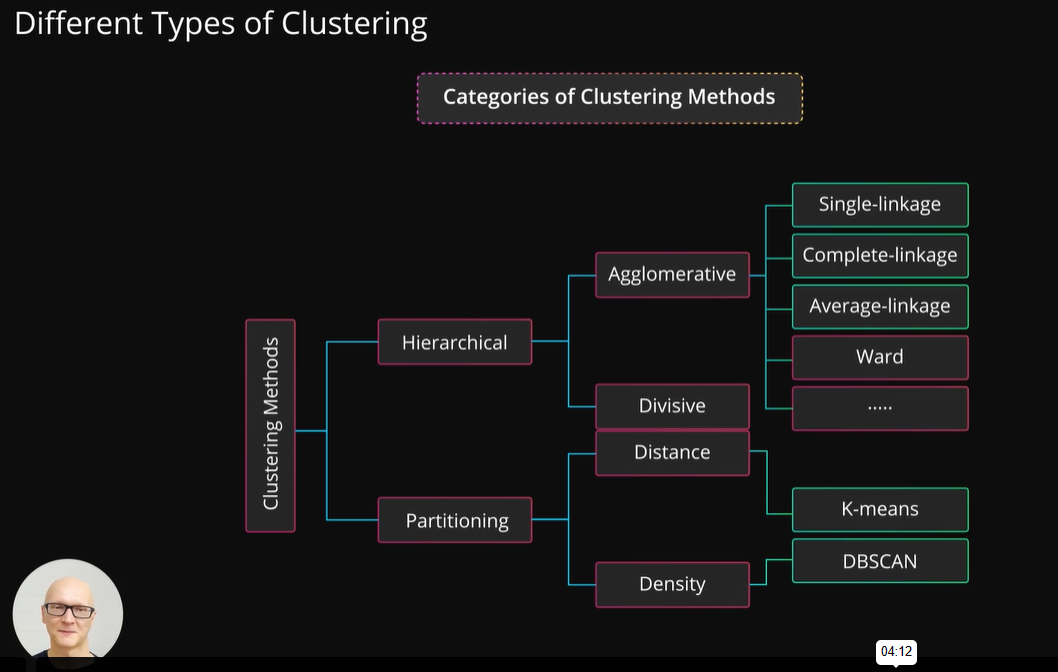 Different Types of Clustering
Categories of Clustering Methods
Clustering Methods
Hierarchical
Partitioning
Agglomerative
Divisive
Distance
Density
Single-linkage
Complete-linkage
Average-linkage
Ward
.....
K-means
DBSCAN
04:12